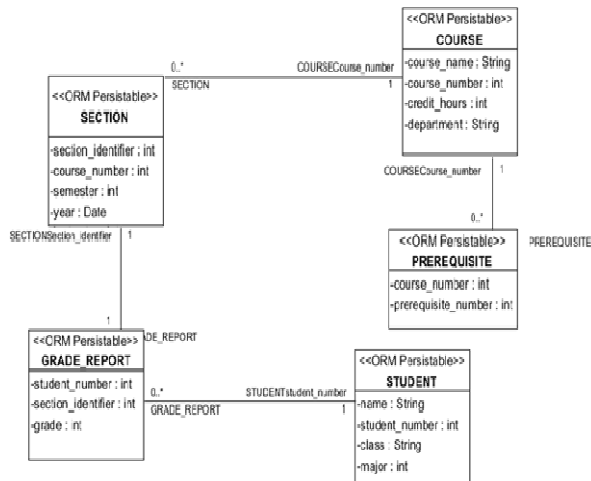 <<ORM Persistable>>
COURSE
-course_name : String
-course_number : int
-credit_hours : int
-department : String
0..*
COURSECourse_number
SECTION
1
<<ORM Persistable>>
SECTION
-section_identifier : int
-course_number : int
-semester : int
-year : Date
COURSECourse_number
1
0..*
SECTIONSection_identifier
1
<<ORM Persistable>>
PREREQUISITE
-course_number : int
-prerequisite_number : int
PREREQUISITE
1
ADE_REPORT
<<ORM Persistable>>
GRADE_REPORT
-student_number : int
-section_identifier : int
-grade : int
0..*
STUDENTstudent_number
GRADE_REPORT
1
<<ORM Persistable>>
STUDENT
-name : String
-student_number : int
-class : String
-major : int